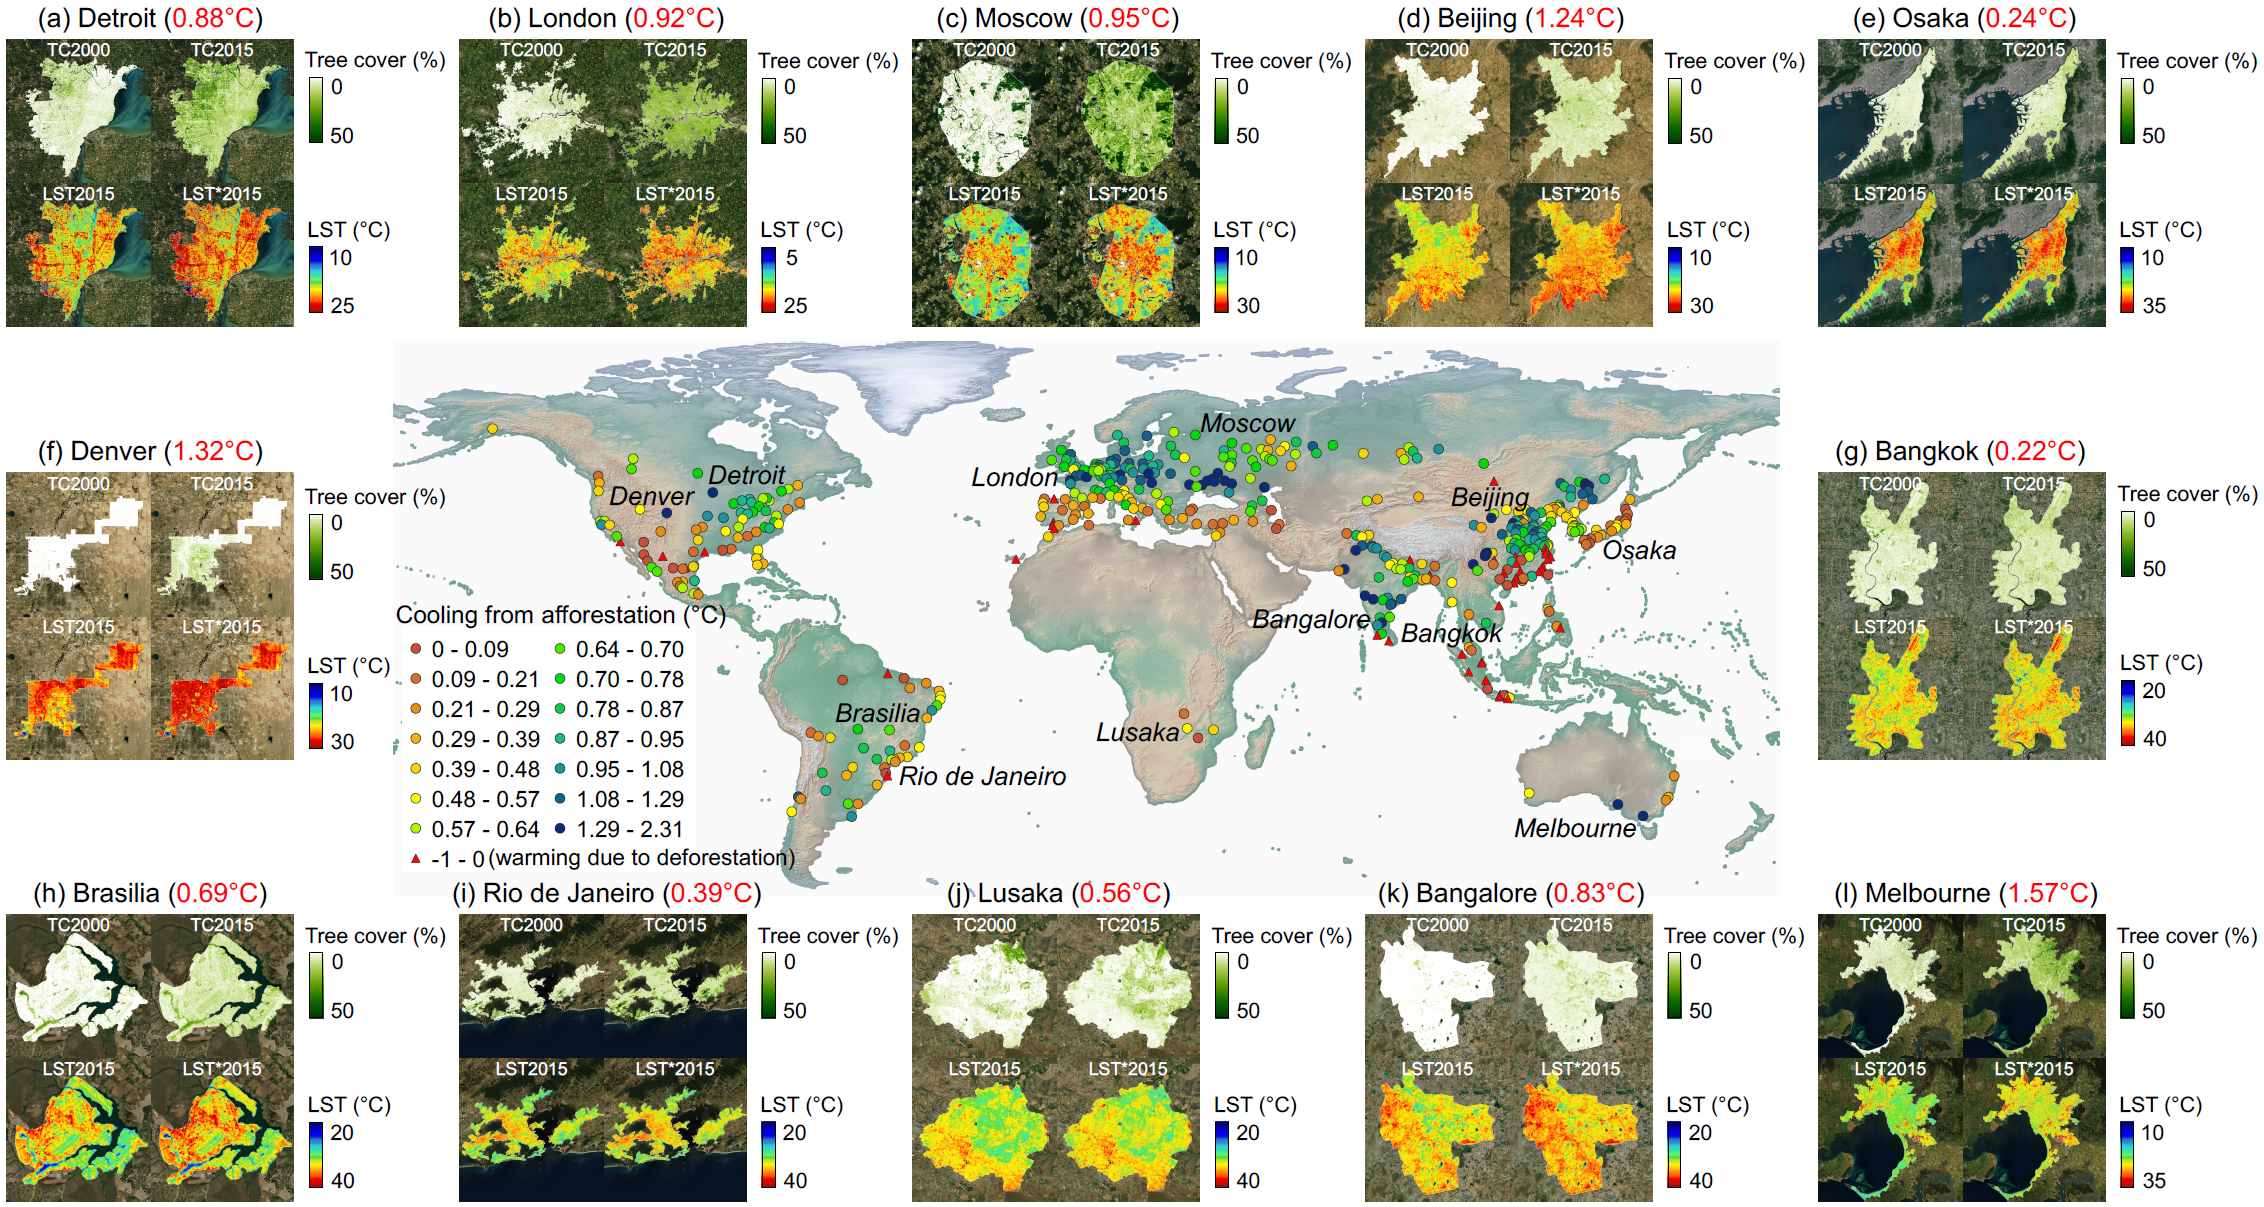 (a) Detroit (0.88°C)
TC2000 TC2015
Tree cover (%)
0
50
LST2015 LST*2015
LST (°C)
10
25
(b) London (0.92°C)
TC2000 TC2015
Tree cover (%)
0
50
LST2015 LST*2015
LST (°C)
5
25
(c) Moscow (0.95°C)
TC2000 TC2015
Tree cover (%)
0
50
LST2015 LST*2015
LST (°C)
10
30
(d) Beijing (1.24°C)
TC2000 TC2015
Tree cover (%)
0
50
LST2015 LST*2015
LST (°C)
10
30
(e) Osaka (0.24°C)
TC2000 TC2015
Tree cover (%)
0
50
LST2015 LST*2015
LST (°C)
10
35
(f) Denver (1.32°C)
TC2000 TC2015
Tree cover (%)
0
50
LST2015 LST*2015
LST (°C)
10
30
Moscow
London
Detroit
Denver
Beijing
Osaka
Bangalore
Bangkok
Brasilia
Lusaka
Rio de Janeiro
Melbourne
Cooling from afforestation (°C)
0 - 0.09
0.09 - 0.21
0.21 - 0.29
0.29 - 0.39
0.39 - 0.48
0.48 - 0.57
0.57 - 0.64
0.64 - 0.70
0.70 - 0.78
0.78 - 0.87
0.87 - 0.95
0.95 - 1.08
1.08 - 1.29
1.29 - 2.31
-1 - 0 (warming due to deforestation)
(g) Bangkok (0.22°C)
TC2000 TC2015
Tree cover (%)
0
50
LST2015 LST*2015
LST (°C)
20
40
(h) Brasilia (0.69°C)
TC2000 TC2015
Tree cover (%)
0
50
LST2015 LST*2015
LST (°C)
20
40
(i) Rio de Janeiro (0.39°C)
TC2000 TC2015
Tree cover (%)
0
50
LST2015 LST*2015
LST (°C)
20
40
(j) Lusaka (0.56°C)
TC2000 TC2015
Tree cover (%)
0
50
LST2015 LST*2015
LST (°C)
20
40
(k) Bangalore (0.83°C)
TC2000 TC2015
Tree cover (%)
0
50
LST2015 LST*2015
LST (°C)
20
40
(l) Melbourne (1.57°C)
TC2000 TC2015
Tree cover (%)
0
50
LST2015 LST*2015
LST (°C)
10
35